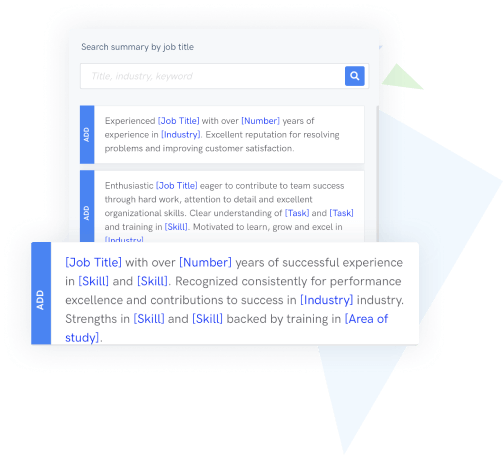 Search summary by job title
Title, industry, keyword
ADD
Experienced [Job Title] with over [Number] years of
experience in [Industry]. Excellent reputation for resolving
problems and improving customer satisfaction.
ADD
Enthusiastic [Job Title] eager to contribute to team success
through hard work, attention to detail and excellent
organizational skills. Clear understanding of [Task] and [Task]
and training in [Skill]. Motivated to learn, grow and excel in
[Industry]
ADD
[Job Title] with over [Number] years of successful experience
in [Skill] and [Skill]. Recognized consistently for performance
excellence and contributions to success in [Industry] industry.
Strengths in [Skill] and [Skill] backed by training in [Area of
study].